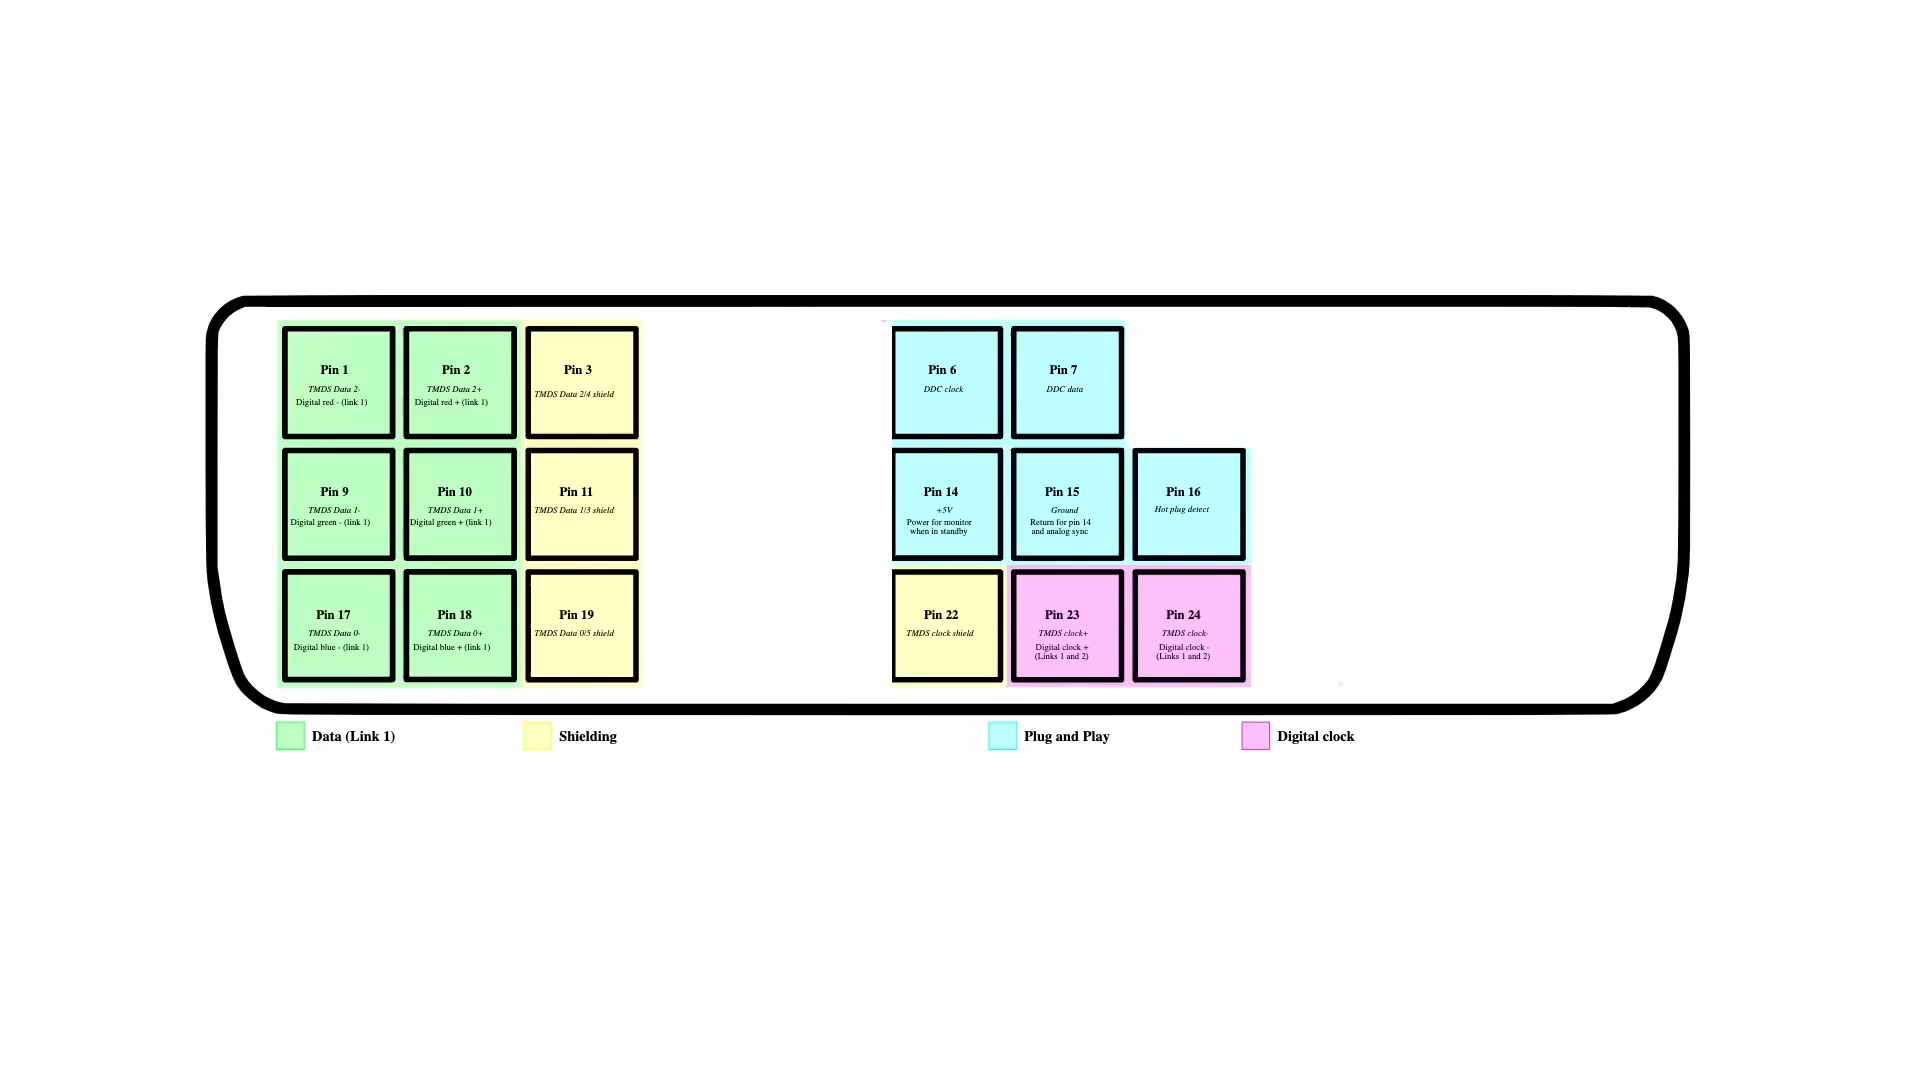 Pin 1
TMDS Data 2-
Digital red - (link 1)
Pin 2
TMDS Data 2+
Digital red + (link 1)
Pin 3
TMDS Data 2/4 shield
Pin 6
DDC clock
Pin 7
DDC data
Pin 9
TMDS Data 1-
Digital green - (link 1)
Pin 10
TMDS Data 1+
Digital green + (link 1)
Pin 11
TMDS Data 1/3 shield
Pin 14
+5V
Power for monitor
when in standby
Pin 15
Ground
Return for pin 14
and analog sync
Pin 16
Hot plug detect
Pin 17
TMDS Data 0-
Digital blue - (link 1)
Pin 18
TMDS Data 0+
Digital blue + (link 1)
Pin 19
TMDS Data 0/5 shield
Pin 22
TMDS clock shield
Pin 23
TMDS clock+
Digital clock +
(Links 1 and 2)
Pin 24
TMDS clock-
Digital clock -
(Links 1 and 2)
Data (Link 1)
Shielding
Plug and Play
Digital clock